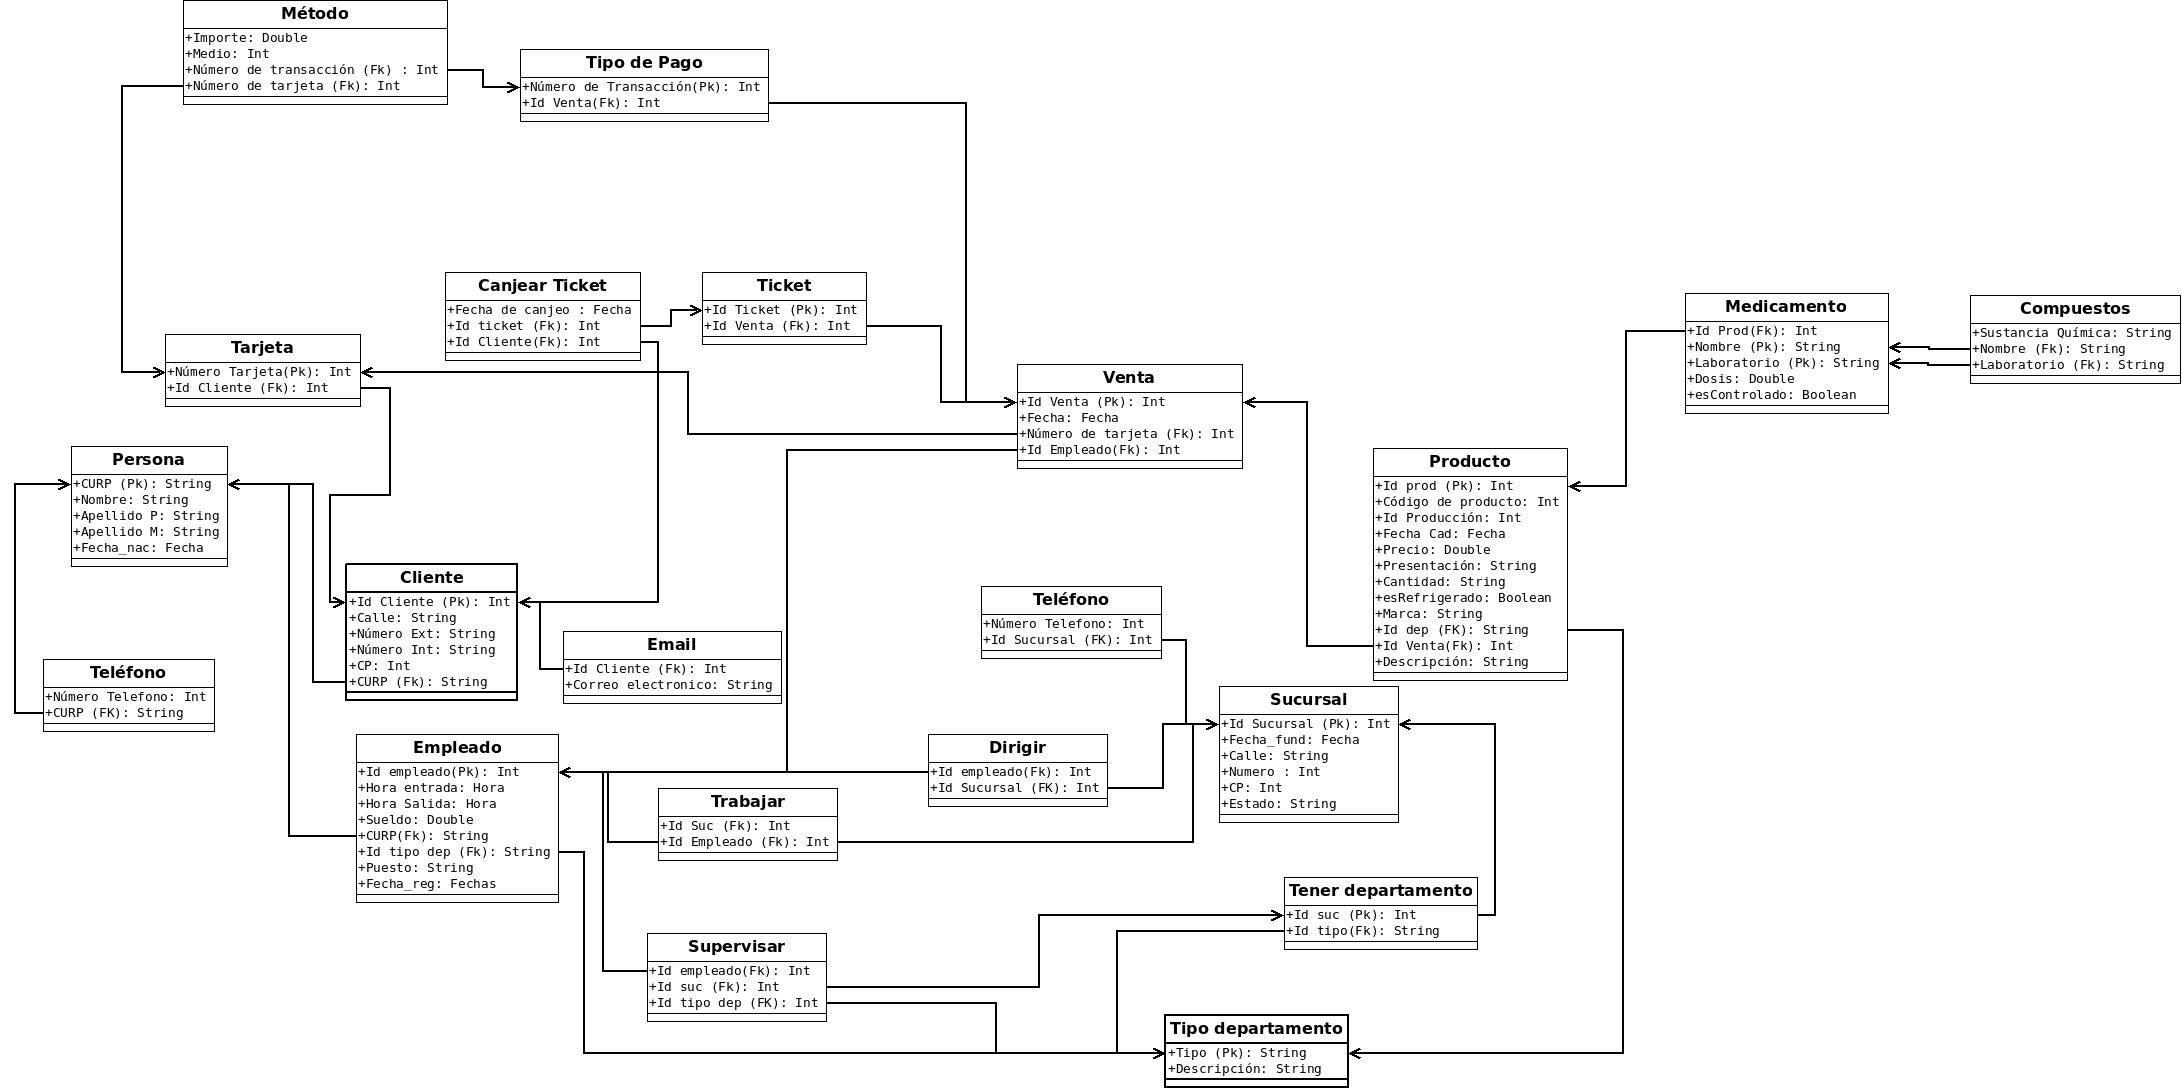 Método
+Importe: Double
+Medio: Int
+Número de transacción (Fk) : Int
+Número de tarjeta (Fk): Int
Tipo de Pago
+Número de Transacción(Pk): Int
+Id Venta(Fk): Int
Canjear Ticket
+Fecha de canjeo : Fecha
+Id ticket (Fk): Int
+Id Cliente(Fk): Int
Ticket
+Id Ticket (Pk): Int
+Id Venta (Fk): Int
Medicamento
+Id Prod(Fk): Int
+Nombre (Pk): String
+Laboratorio (Pk): String
+Dosis: Double
+esControlado: Boolean
Compuestos
+Sustancia Química: String
+Nombre (Fk): String
+Laboratorio (Fk): String
Tarjeta
+Número Tarjeta(Pk): Int
+Id Cliente (Fk): Int
Venta
+Id Venta (Pk): Int
+Fecha: Fecha
+Número de tarjeta (Fk): Int
+Id Empleado(Fk): Int
Persona
+CURP (Pk): String
+Nombre: String
+Apellido P: String
+Apellido M: String
+Fecha_nac: Fecha
Producto
+Id prod (Pk): Int
+Código de producto: Int
+Id Producción: Int
+Fecha Cad: Fecha
+Precio: Double
+Presentación: String
+Cantidad: String
+esRefrigerado: Boolean
+Marca: String
+Id dep (FK): String
+Id Venta(Fk): Int
+Descripción: String
Cliente
+Id Cliente (Pk): Int
+Calle: String
+Número Ext: String
+Número Int: String
+CP: Int
+CURP (Fk): String
Teléfono
+Número Telefono: Int
+Id Sucursal (FK): Int
Email
+Id Cliente (Fk): Int
+Correo electronico: String
Teléfono
+Número Telefono: Int
+CURP (FK): String
Sucursal
+Id Sucursal (Pk): Int
+Fecha_fund: Fecha
+Calle: String
+Numero : Int
+CP: Int
+Estado: String
Empleado
+Id empleado(Pk): Int
+Hora entrada: Hora
+Hora Salida: Hora
+Sueldo: Double
+CURP(Fk): String
+Id tipo dep (Fk): String
+Puesto: String
+Fecha_reg: Fechas
Dirigir
+Id empleado(Fk): Int
+Id Sucursal (FK): Int
Trabajar
+Id Suc (Fk): Int
+Id Empleado (Fk): Int
Tener departamento
+Id suc (Pk): Int
+Id tipo(Fk): String
Supervisar
+Id empleado(Fk): Int
+Id suc (Fk): Int
+Id tipo dep (FK): Int
Tipo departamento
+Tipo (Pk): String
+Descripción: String